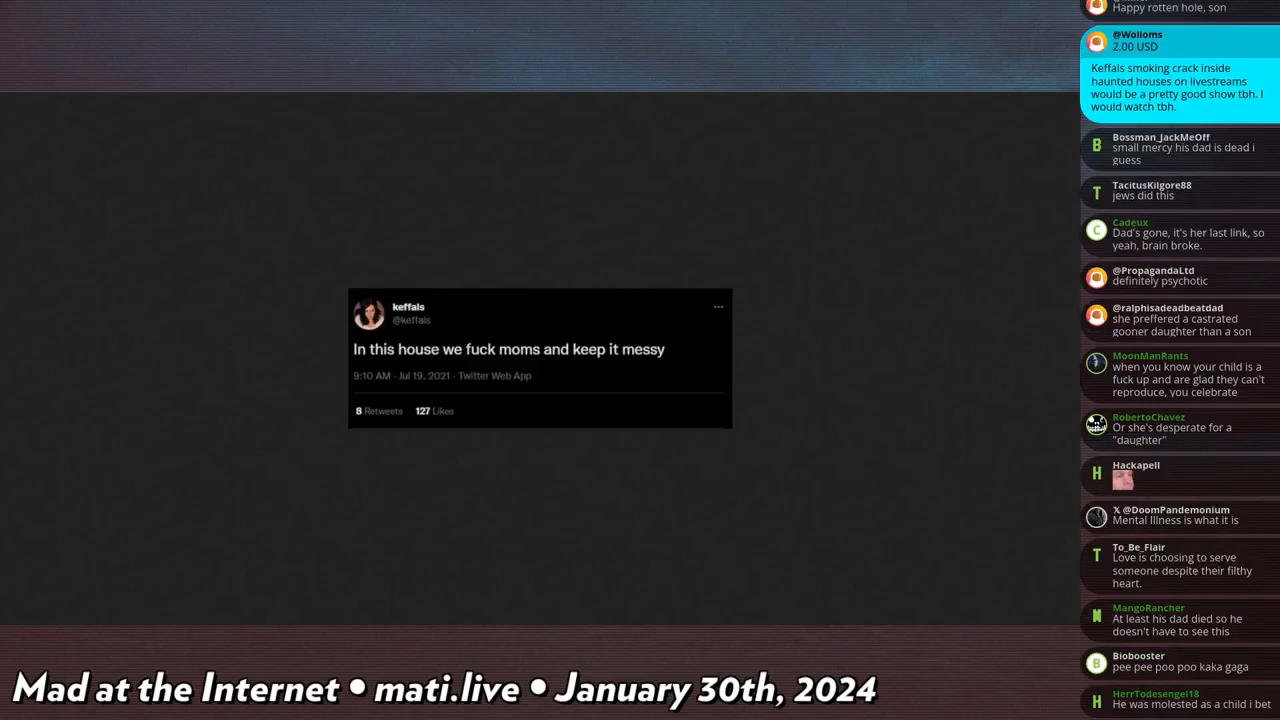 Happy rotten hole, son
@Wolloms
2.00 USD
Keffals smoking crack inside
haunted houses on livestreams
would be a pretty good show tbh. I
would watch tbh.
B
Bossman_JackMeOff
small mercy his dad is dead i
guess
T
TacitusKilgore88
jews did this
C
Cadeux
Dad's gone, it's her last link, so
yeah, brain broke.
@PropagandaLtd
definitely psychotic
@ralphisadeadbeatdad
she preffered a castrated
gooner daughter than a son
MoonManRants
when you know your child is a
fuck up and are glad they can't
reproduce, you celebrate
RobertoChavez
Or she's desperate for a
"daughter"
H
Hackapell
𝕏 @DoomPandemonium
Mental Illness is what it is
T
To_Be_Flair
Love is choosing to serve
someone despite their filthy
heart.
MangoRancher
At least his dad died so he
doesn't have to see this
B
Biobooster
pee pee poo poo kaka gaga
H
HerrTodesengel18
He was molested as a child i bet
keffals
@keffals
In this house we fuck moms and keep it messy
9:10 AM · Jul 19, 2021 · Twitter Web App
8 Retweets 127 Likes
Mad at the Internet • mati.live • January 30th, 2024